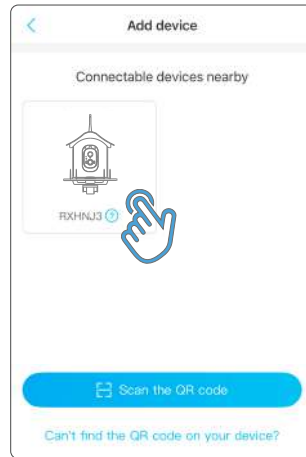 Add device
Connectable devices nearby
RXHNJ3 ?
Scan the QR code
Can't find the QR code on your device?